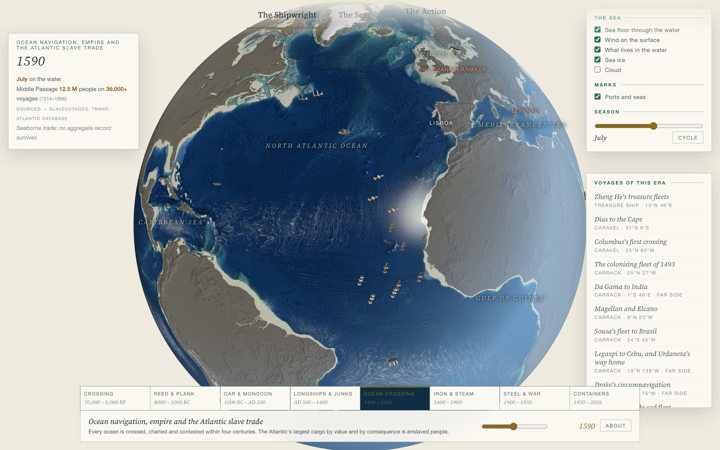 The Shipwright
The Sea
The Action
OCEAN NAVIGATION, EMPIRE AND
THE ATLANTIC SLAVE TRADE
1590
July on the water
Middle Passage 12.5 M people on 36,000+
voyages (1514–1866)
SOURCES — SLAVEVOYAGES, TRANS-
ATLANTIC DATABASE
Seaborne trade: no aggregate record
survives
LISBOA
MEDITERRANEAN
NORTH ATLANTIC OCEAN
CARIBBEAN SEA
GULF OF GUINEA
THE SEA
Sea floor through the water
Wind on the surface
What lives in the water
Sea ice
Cloud
MARKS
Ports and seas
SEASON
July
CYCLE
VOYAGES OF THIS ERA
Zheng He's treasure fleets
TREASURE SHIP · 13°N 98°E
Dias to the Cape
CARAVEL · 31°S 8°E
Columbus's first crossing
CARAVEL · 23°N 63°W
The colonising fleet of 1493
CARRACK · 25°N 27°W
Da Gama to India
CARRACK · 1°S 46°E · FAR SIDE
Magellan and Elcano
CARRACK · 9°N 23°W
Sousa's fleet to Brazil
CARRACK · 24°S 45°W
Legazpi to Cebu, and Urdaneta's
way home
CARRACK · 13°N 139°W · FAR SIDE
Drake's circumnavigation
75°W · FAR SIDE
CROSSING
70,000–6,000 BP
REED & PLANK
6000–1000 BC
OAR & MONSOON
1000 BC – AD 500
LONGSHIPS & JUNKS
AD 500–1400
OCEAN CROSSING
1400–1800
IRON & STEAM
1800–1900
STEEL & WAR
1900–1950
CONTAINERS
1950–2026
Ocean navigation, empire and the Atlantic slave trade
Every ocean is crossed, charted and contested within four centuries. The Atlantic's largest cargo by value and by consequence is enslaved people.
1590
ABOUT